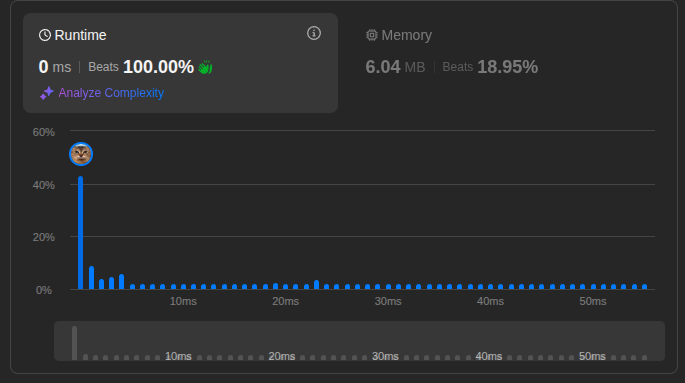 Runtime
0 ms | Beats 100.00%
Analyze Complexity
Memory
6.04 MB | Beats 18.95%
60%
40%
20%
0%
10ms 20ms 30ms 40ms 50ms
10ms 20ms 30ms 40ms 50ms